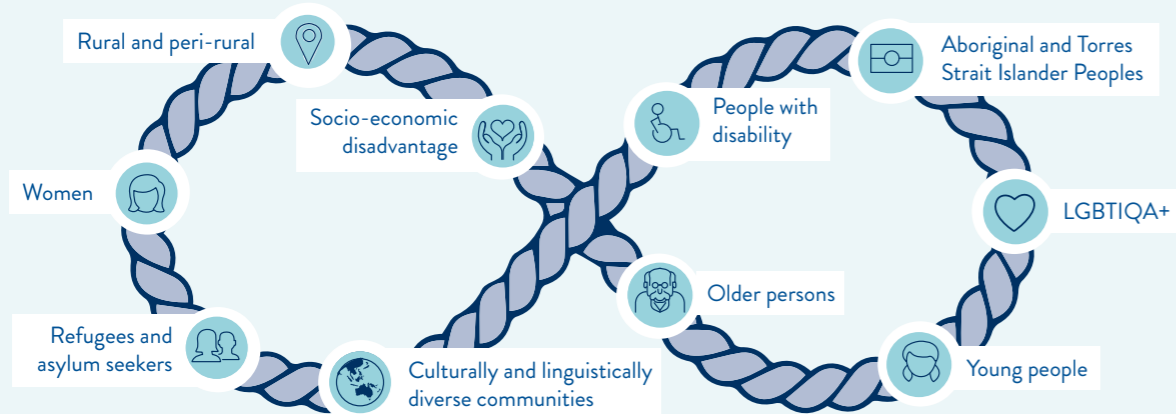 Rural and peri-rural
Aboriginal and Torres
Strait Islander Peoples
Socio-economic
disadvantage
People with
disability
Women
LGBTIQA+
Older persons
Refugees and
asylum seekers
Culturally and linguistically
diverse communities
Young people